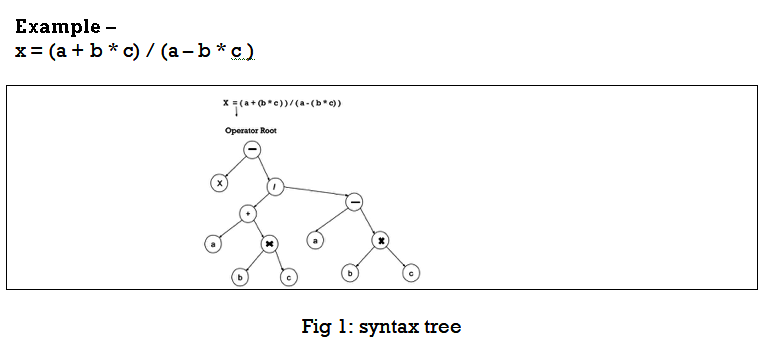 Example –
x = (a + b * c) / (a – b * c )
X = (a + (b * c)) / (a - (b * c))
Operator Root
−
X
/
−
+
a
*
a
*
b
c
b
c
Fig 1: syntax tree